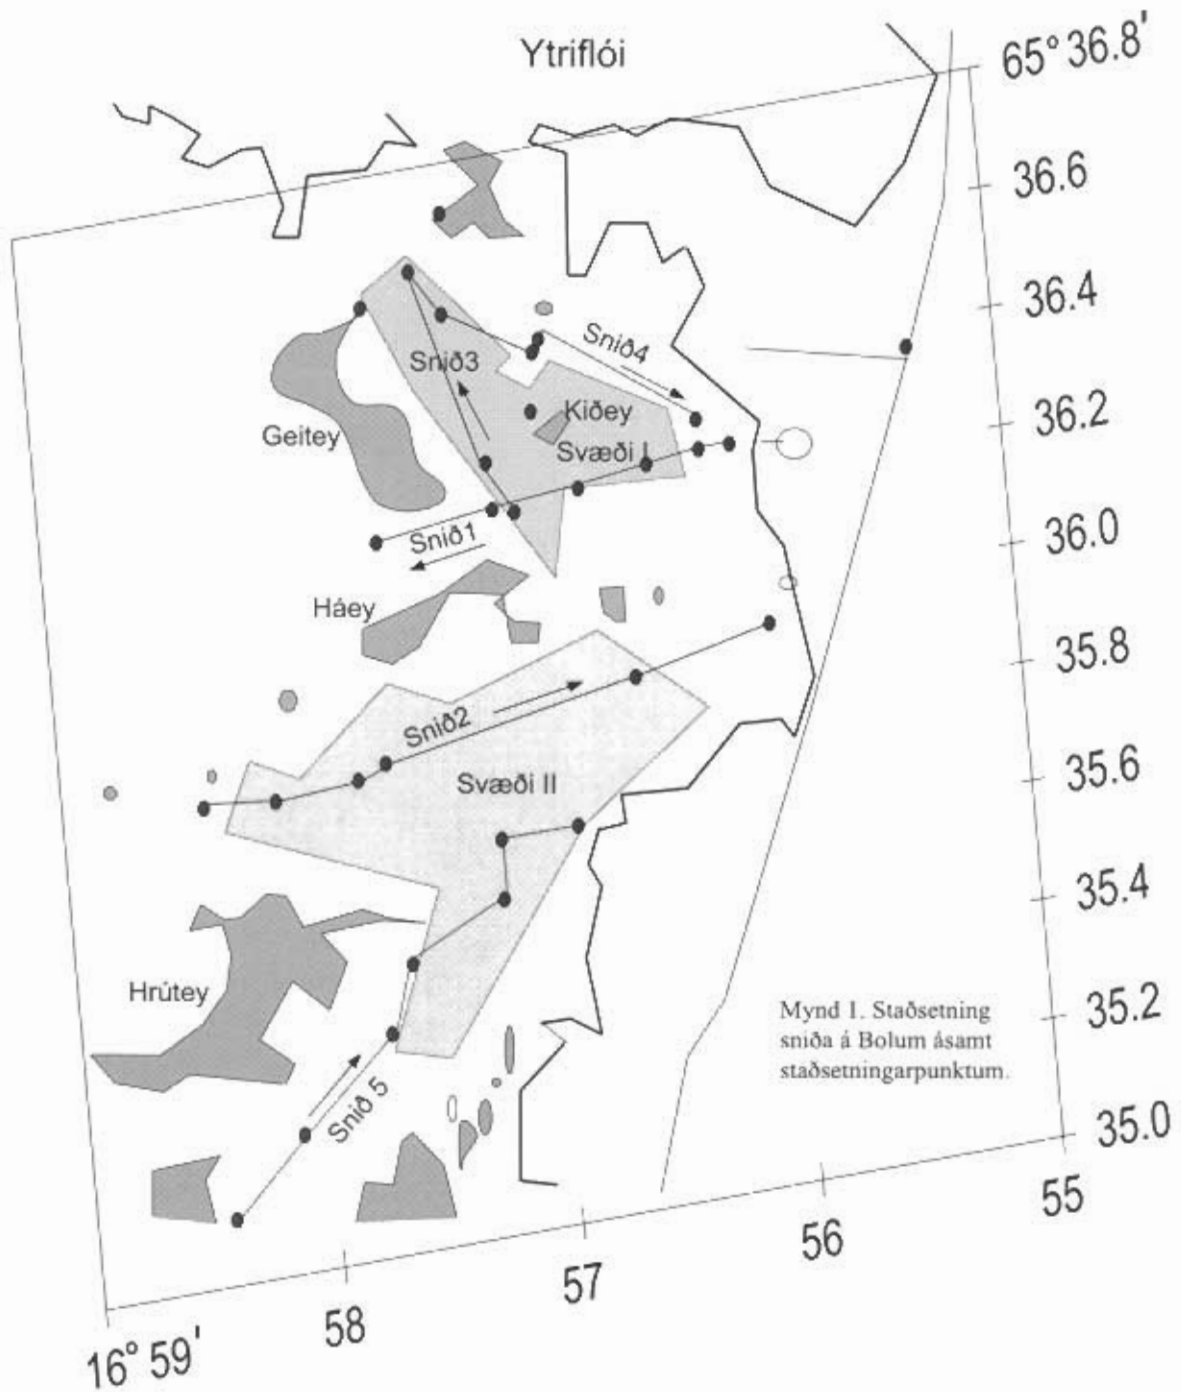 Ytriflói
65° 36.8'
36.6
36.4
Snið4
Snið3
Kiðey
36.2
Geitey
Svæði I
Snið1
36.0
Háey
35.8
Snið2
Svæði II
35.6
35.4
Hrútey
Mynd 1. Staðsetning
sniða á Bolum ásamt
staðsetningarpunktum.
35.2
Snið 5
35.0
55
56
57
58
16° 59'